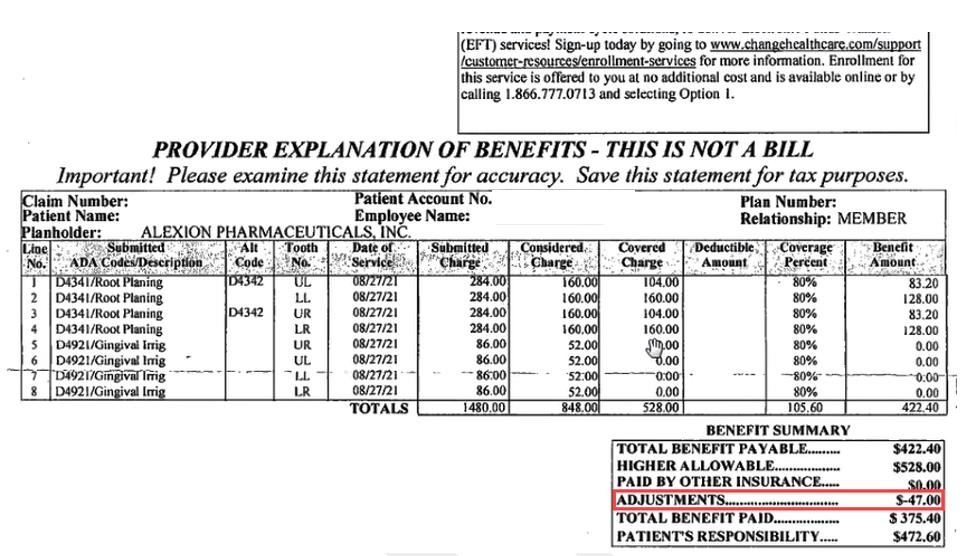 (EFT) services! Sign-up today by going to www.changehealthcare.com/support
/customer-resources/enrollment-services for more information. Enrollment for
this service is offered to you at no additional cost and is available online or by
calling 1.866.777.0713 and selecting Option 1.
PROVIDER EXPLANATION OF BENEFITS - THIS IS NOT A BILL
Important! Please examine this statement for accuracy. Save this statement for tax purposes.
Claim Number: Patient Account No. Plan Number:
Patient Name: Employee Name: Relationship: MEMBER
Planholder: ALEXION PHARMACEUTICALS, INC.
Line Submitted Alt Tooth Date of Submitted Considered Covered Deductible Coverage Benefit
No. ADA Codes/Description Code No. Service Charge Charge Charge Amount Percent Amount
1 D4341/Root Planing D4342 UL 08/27/21 284.00 160.00 104.00 80% 83.20
2 D4341/Root Planing LL 08/27/21 284.00 160.00 160.00 80% 128.00
3 D4341/Root Planing D4342 UR 08/27/21 284.00 160.00 104.00 80% 83.20
4 D4341/Root Planing LR 08/27/21 284.00 160.00 160.00 80% 128.00
5 D4921/Gingival Irrig UR 08/27/21 86.00 52.00 .00 80% 0.00
6 D4921/Gingival Irrig UL 08/27/21 86.00 52.00 0.00 80% 0.00
7 D4921/Gingival Irrig LL 08/27/21 86.00 52.00 0.00 80% 0.00
8 D4921/Gingival Irrig LR 08/27/21 86.00 52.00 0.00 80% 0.00
TOTALS 1480.00 848.00 528.00 105.60 422.40
BENEFIT SUMMARY
TOTAL BENEFIT PAYABLE......... $422.40
HIGHER ALLOWABLE.................. $528.00
PAID BY OTHER INSURANCE..... $0.00
ADJUSTMENTS............................... $-47.00
TOTAL BENEFIT PAID................. $ 375.40
PATIENT'S RESPONSIBILITY..... $472.60